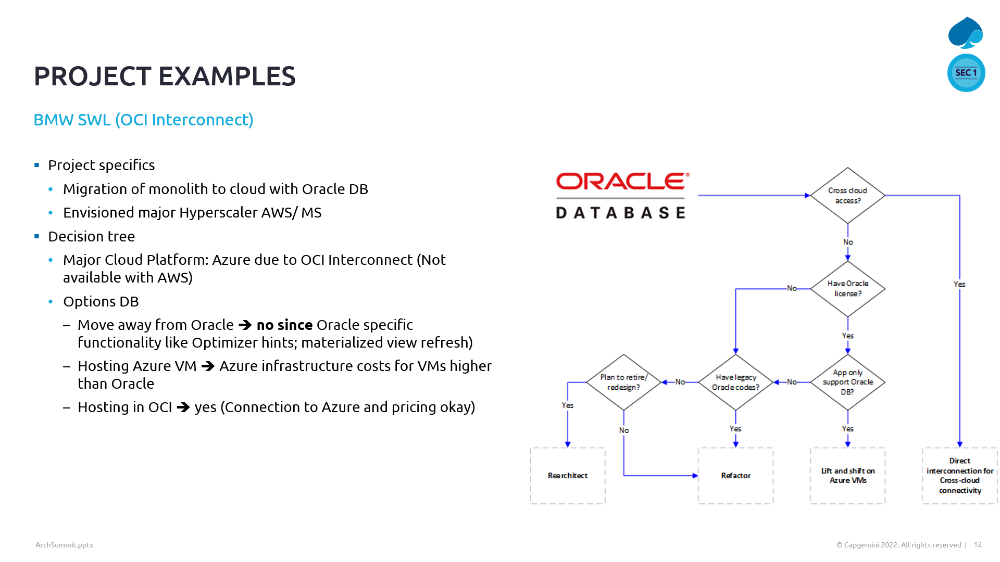 SEC 1
PROJECT EXAMPLES
BMW SWL (OCI Interconnect)
Project specifics
Migration of monolith to cloud with Oracle DB
Envisioned major Hyperscaler AWS/ MS
Decision tree
Major Cloud Platform: Azure due to OCI Interconnect (Not
available with AWS)
Options DB
– Move away from Oracle ➔ no since Oracle specific
functionality like Optimizer hints; materialized view refresh)
– Hosting Azure VM ➔ Azure infrastructure costs for VMs higher
than Oracle
– Hosting in OCI ➔ yes (Connection to Azure and pricing okay)
ORACLE®
DATABASE
Cross cloud
access?
No
Yes
Have Oracle
license?
No
Yes
App only
support Oracle
DB?
No
Yes
Have legacy
Oracle codes?
No
Yes
Plan to retire/
redesign?
Yes
No
Rearchitect
Refactor
Lift and shift on
Azure VMs
Direct
interconnection for
Cross-cloud
connectivity
ArchSummit.pptx
© Capgemini 2022. All rights reserved | 12